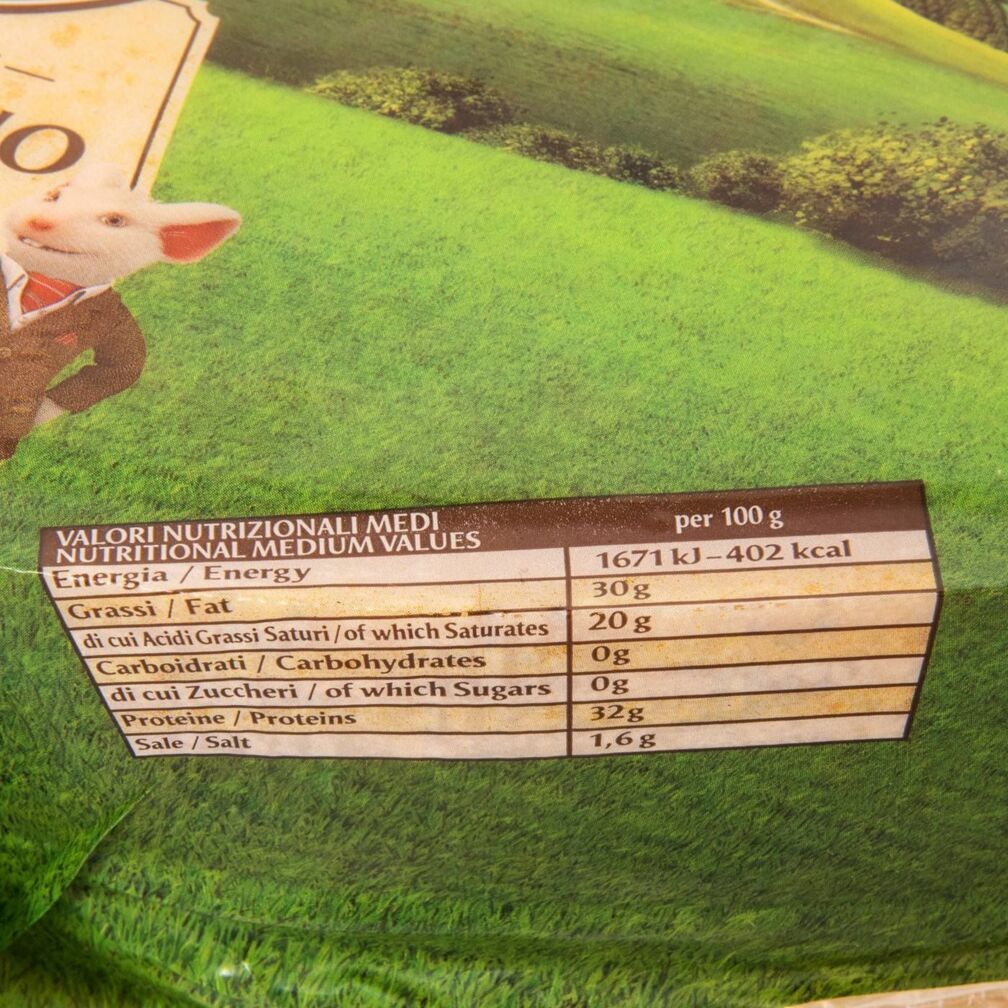 VALORI NUTRIZIONALI MEDI
NUTRITIONAL MEDIUM VALUES per 100 g
Energia / Energy 1671 kJ – 402 kcal
Grassi / Fat 30g
di cui Acidi Grassi Saturi / of which Saturates 20 g
Carboidrati / Carbohydrates 0g
di cui Zuccheri / of which Sugars 0g
Proteine / Proteins 32g
Sale / Salt 1,6 g